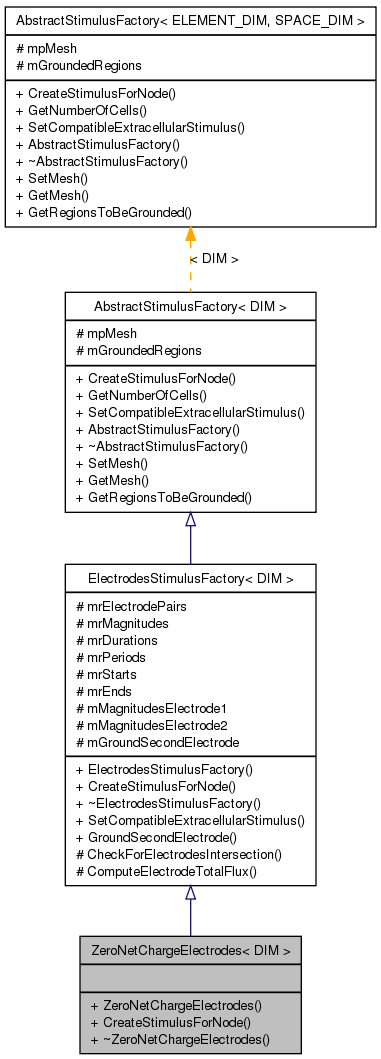 AbstractStimulusFactory< ELEMENT_DIM, SPACE_DIM >
# mpMesh
# mGroundedRegions
+ CreateStimulusForNode()
+ GetNumberOfCells()
+ SetCompatibleExtracellularStimulus()
+ AbstractStimulusFactory()
+ ~AbstractStimulusFactory()
+ SetMesh()
+ GetMesh()
+ GetRegionsToBeGrounded()
< DIM >
AbstractStimulusFactory< DIM >
# mpMesh
# mGroundedRegions
+ CreateStimulusForNode()
+ GetNumberOfCells()
+ SetCompatibleExtracellularStimulus()
+ AbstractStimulusFactory()
+ ~AbstractStimulusFactory()
+ SetMesh()
+ GetMesh()
+ GetRegionsToBeGrounded()
ElectrodesStimulusFactory< DIM >
# mrElectrodePairs
# mrMagnitudes
# mrDurations
# mrPeriods
# mrStarts
# mrEnds
# mMagnitudesElectrode1
# mMagnitudesElectrode2
# mGroundSecondElectrode
+ ElectrodesStimulusFactory()
+ CreateStimulusForNode()
+ ~ElectrodesStimulusFactory()
+ SetCompatibleExtracellularStimulus()
+ GroundSecondElectrode()
# CheckForElectrodesIntersection()
# ComputeElectrodeTotalFlux()
ZeroNetChargeElectrodes< DIM >
+ ZeroNetChargeElectrodes()
+ CreateStimulusForNode()
+ ~ZeroNetChargeElectrodes()